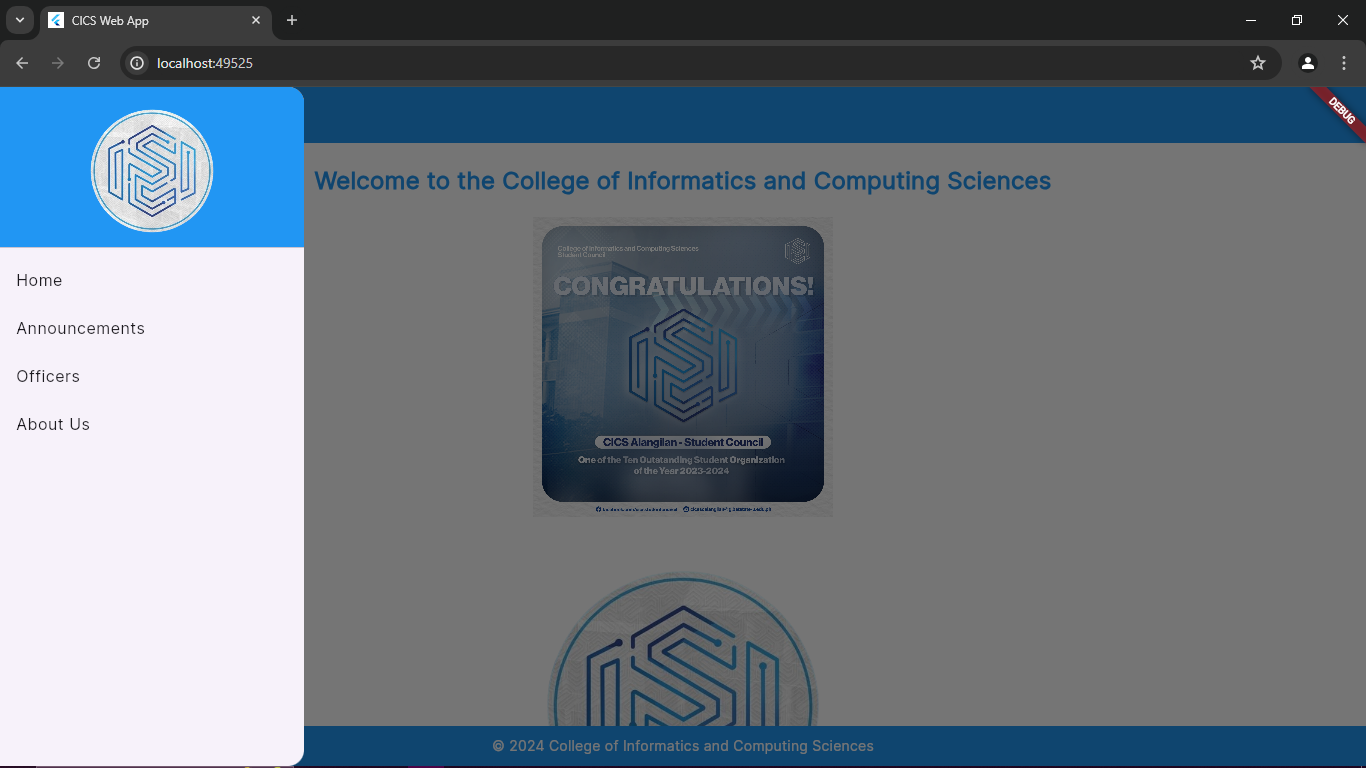 CICS Web App
localhost:49525
DEBUG
Welcome to the College of Informatics and Computing Sciences
College of Informatics and Computing Sciences
Student Council
CONGRATULATIONS!
CICS Alangilan - Student Council
One of the Ten Outstanding Student Organization
of the Year 2023-2024
Home
Announcements
Officers
About Us
© 2024 College of Informatics and Computing Sciences